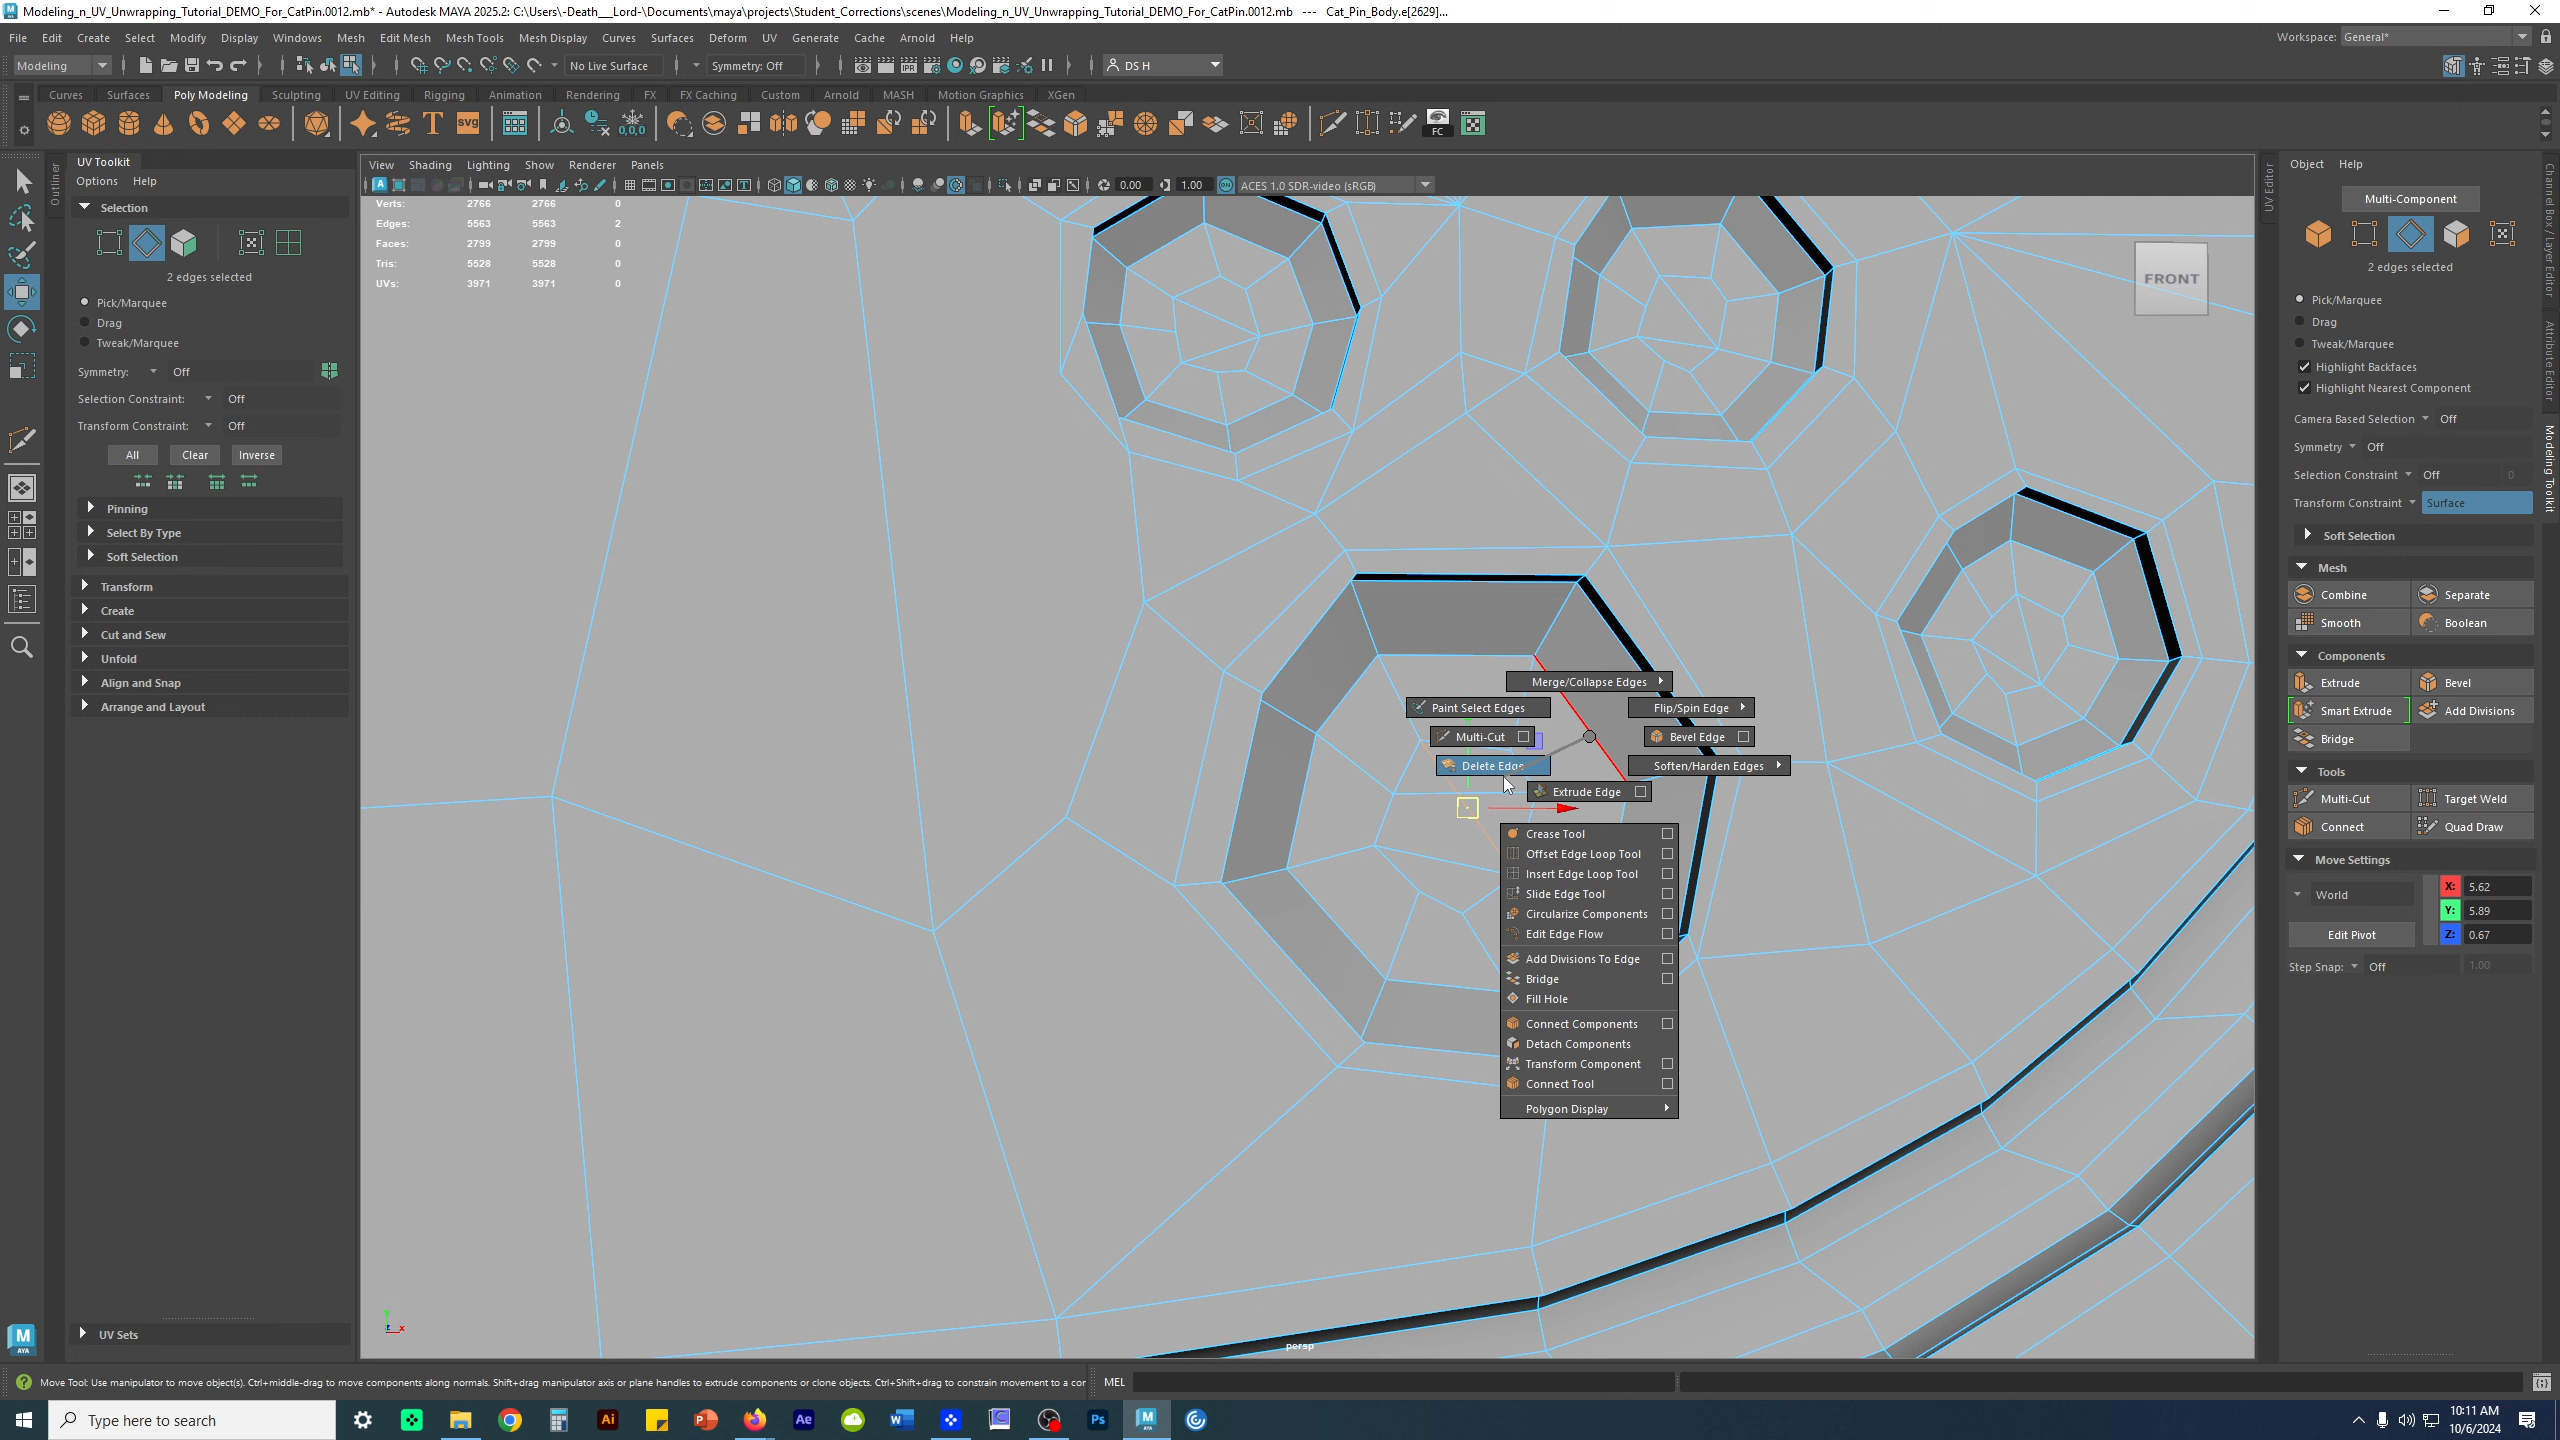 Modeling_n_UV_Unwrapping_Tutorial_DEMO_For_CatPin.0012.mb* - Autodesk MAYA 2025.2: C:\Users\-Death__Lord-\Documents\maya\projects\Student_Corrections\scenes\Modeling_n_UV_Unwrapping_Tutorial_DEMO_For_CatPin.0012.mb --- Cat_Pin_Body.e[2629]...
File Edit Create Select Modify Display Windows Mesh Edit Mesh Mesh Tools Mesh Display Curves Surfaces Deform UV Generate Cache Arnold Help
Workspace: General*
Modeling No Live Surface Symmetry: Off DS H
Curves Surfaces Poly Modeling Sculpting UV Editing Rigging Animation Rendering FX FX Caching Custom Arnold MASH Motion Graphics XGen
T SVG 0,0,0 FC
UV Toolkit
Options Help
Outliner
Selection
2 edges selected
Pick/Marquee
Drag
Tweak/Marquee
Symmetry: Off
Selection Constraint: Off
Transform Constraint: Off
All Clear Inverse
Pinning
Select By Type
Soft Selection
Transform
Create
Cut and Sew
Unfold
Align and Snap
Arrange and Layout
UV Sets
View Shading Lighting Show Renderer Panels
0.00 1.00 ON ACES 1.0 SDR-video (sRGB)
Verts: 2766 2766 0
Edges: 5563 5563 2
Faces: 2799 2799 0
Tris: 5528 5528 0
UVs: 3971 3971 0
FRONT
Merge/Collapse Edges
Paint Select Edges
Flip/Spin Edge
Multi-Cut
Bevel Edge
Delete Edge
Soften/Harden Edges
Extrude Edge
Crease Tool
Offset Edge Loop Tool
Insert Edge Loop Tool
Slide Edge Tool
Circularize Components
Edit Edge Flow
Add Divisions To Edge
Bridge
Fill Hole
Connect Components
Detach Components
Transform Component
Connect Tool
Polygon Display
persp
UV Editor
Object Help
Multi-Component
2 edges selected
Pick/Marquee
Drag
Tweak/Marquee
Highlight Backfaces
Highlight Nearest Component
Camera Based Selection Off
Symmetry Off
Selection Constraint Off 0
Transform Constraint Surface
Soft Selection
Mesh
Combine Separate
Smooth Boolean
Components
Extrude Bevel
Smart Extrude Add Divisions
Bridge
Tools
Multi-Cut Target Weld
Connect Quad Draw
Move Settings
World
X: 5.62
Y: 5.89
Edit Pivot Z: 0.67
Step Snap: Off 1.00
Channel Box / Layer Editor
Attribute Editor
Modeling Toolkit
Move Tool: Use manipulator to move object(s). Ctrl+middle-drag to move components along normals. Shift+drag manipulator axis or plane handles to extrude components or clone objects. Ctrl+Shift+drag to constrain movement to a cor
MEL
Type here to search
10:11 AM
10/6/2024